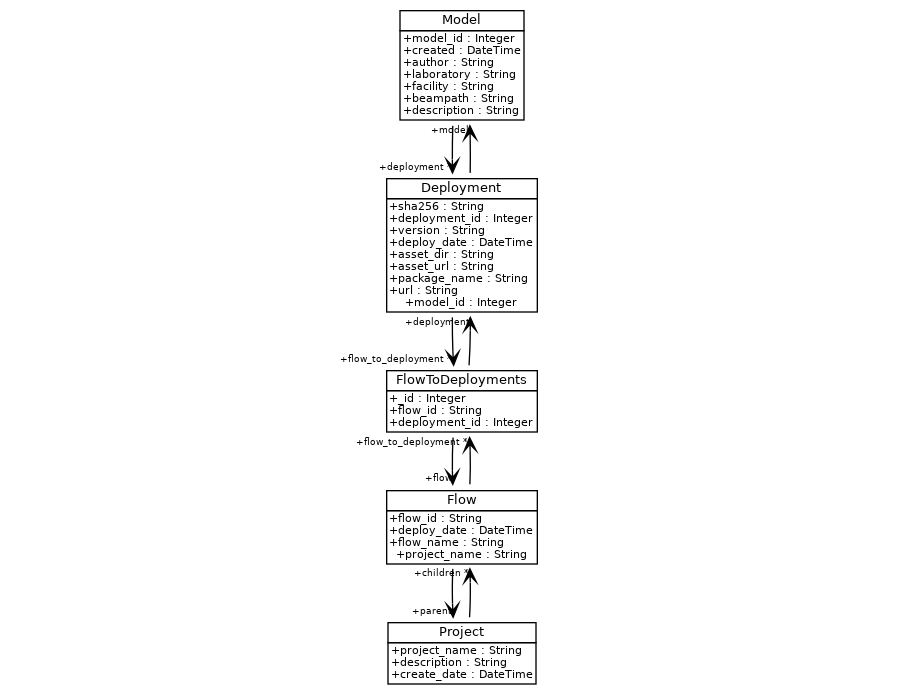 Model
+model_id : Integer
+created : DateTime
+author : String
+laboratory : String
+facility : String
+beampath : String
+description : String
+model
+deployment
Deployment
+sha256 : String
+deployment_id : Integer
+version : String
+deploy_date : DateTime
+asset_dir : String
+asset_url : String
+package_name : String
+url : String
+model_id : Integer
+deployment
+flow_to_deployment
FlowToDeployments
+_id : Integer
+flow_id : String
+deployment_id : Integer
+flow_to_deployment *
+flow
Flow
+flow_id : String
+deploy_date : DateTime
+flow_name : String
+project_name : String
+children *
+parent
Project
+project_name : String
+description : String
+create_date : DateTime